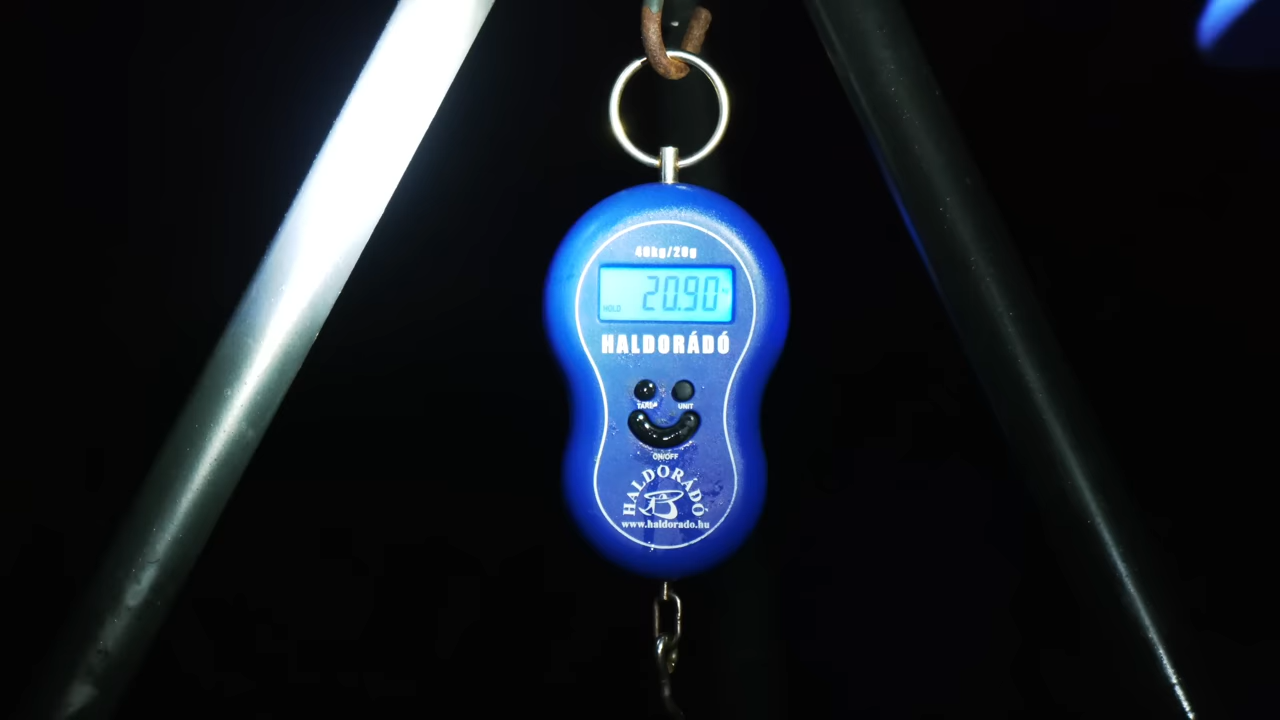 40kg/20g
20.90
HOLD
HALDORÁDÓ
TARE UNIT
ON/OFF
HALDORÁDÓ
www.haldorado.hu